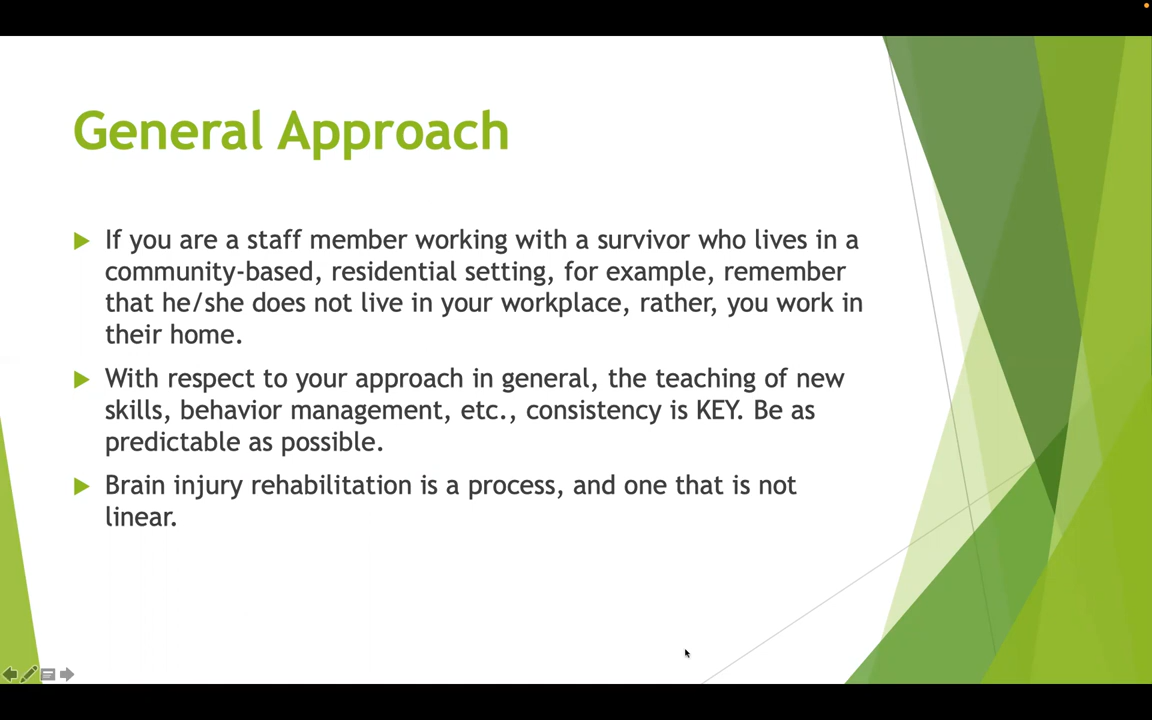 General Approach
If you are a staff member working with a survivor who lives in a
community-based, residential setting, for example, remember
that he/she does not live in your workplace, rather, you work in
their home.
With respect to your approach in general, the teaching of new
skills, behavior management, etc., consistency is KEY. Be as
predictable as possible.
Brain injury rehabilitation is a process, and one that is not
linear.